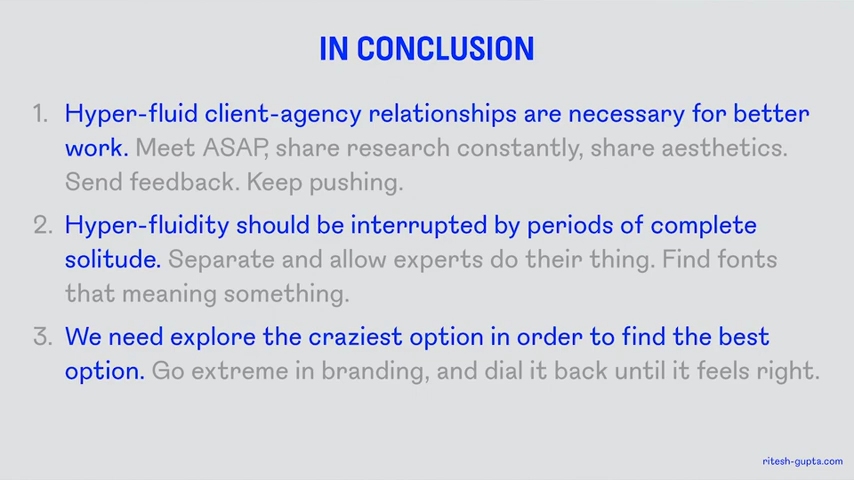 IN CONCLUSION
1. Hyper-fluid client-agency relationships are necessary for better
work. Meet ASAP, share research constantly, share aesthetics.
Send feedback. Keep pushing.
2. Hyper-fluidity should be interrupted by periods of complete
solitude. Separate and allow experts do their thing. Find fonts
that meaning something.
3. We need explore the craziest option in order to find the best
option. Go extreme in branding, and dial it back until it feels right.
ritesh-gupta.com